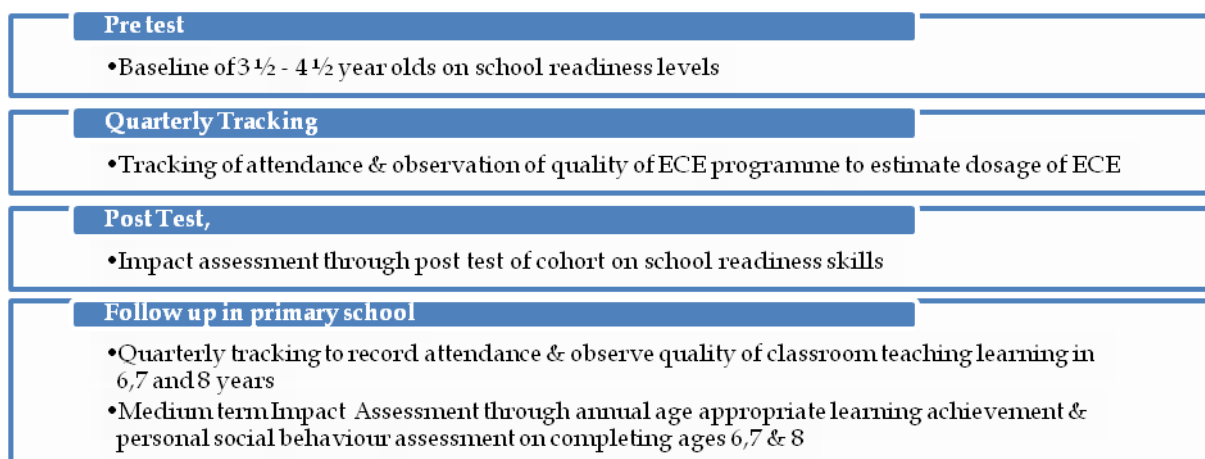 Pre test
•Baseline of 3 ½ - 4 ½ year olds on school readiness levels
Quarterly Tracking
•Tracking of attendance & observation of quality of ECE programme to estimate dosage of ECE
Post Test,
•Impact assessment through post test of cohort on school readiness skills
Follow up in primary school
•Quarterly tracking to record attendance & observe quality of classroom teaching learning in
6,7 and 8 years
•Medium term Impact Assessment through annual age appropriate learning achievement &
personal social behaviour assessment on completing ages 6,7 & 8